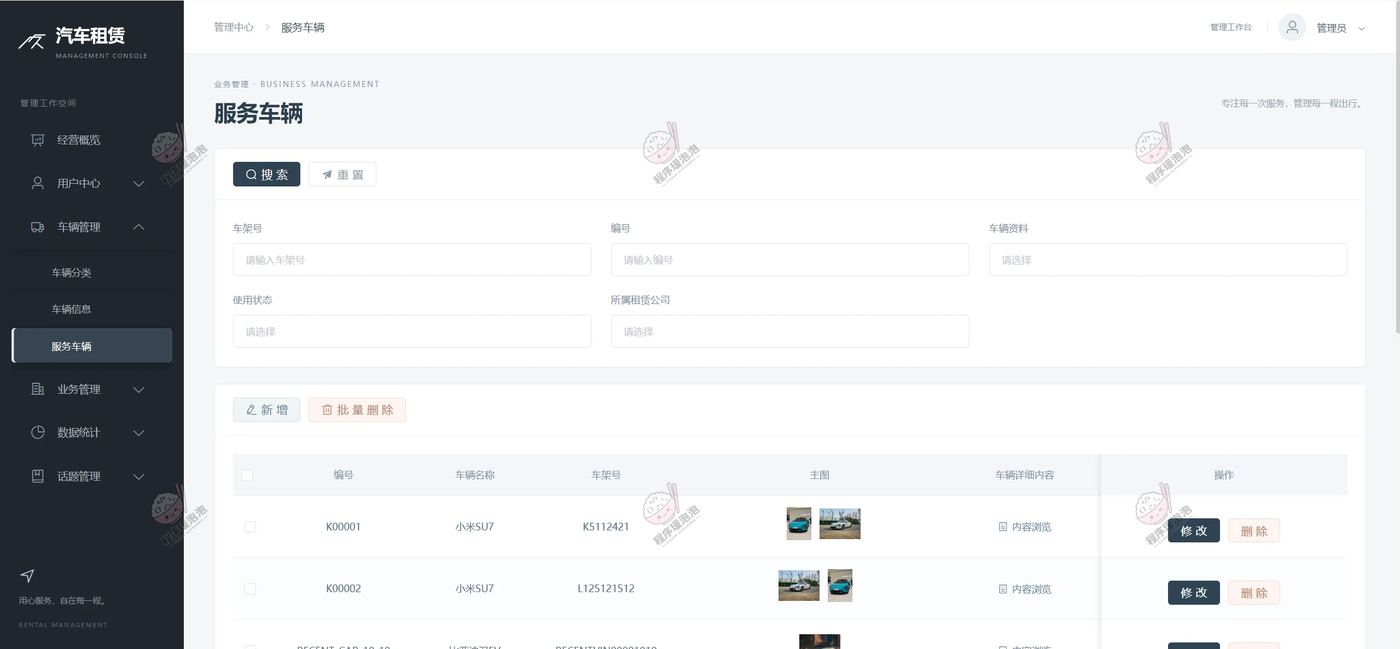 汽车租赁
MANAGEMENT CONSOLE
管理工作空间
经营概览
用户中心
车辆管理
车辆分类
车辆信息
服务车辆
业务管理
数据统计
话题管理
用心服务，自在每一程。
RENTAL MANAGEMENT
管理中心 > 服务车辆
管理工作台
管理员
业务管理 · BUSINESS MANAGEMENT
服务车辆
专注每一次服务，管理每一程出行。
搜索 重置
车架号 编号 车辆资料
请输入车架号 请输入编号 请选择
使用状态 所属租赁公司
请选择 请选择
新增 批量删除
编号 车辆名称 车架号 主图 车辆详细内容 操作
K00001 小米SU7 K5112421 内容浏览 修改 删除
K00002 小米SU7 L125121512 内容浏览 修改 删除
程序瑗泡泡